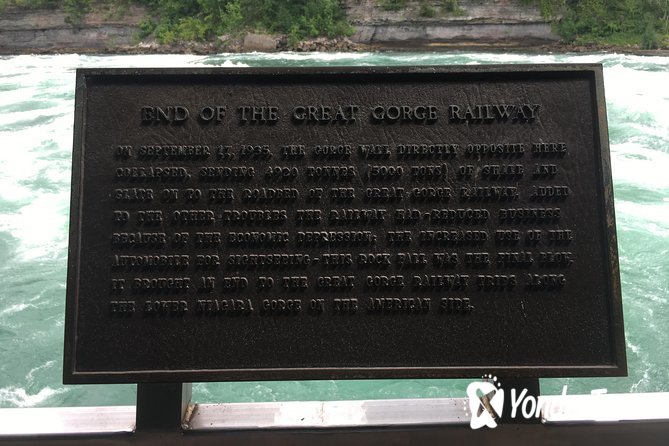 END OF THE GREAT GORGE RAILWAY
ON SEPTEMBER 17, 1935, THE GORGE WALL DIRECTLY OPPOSITE HERE
COLLAPSED, SENDING TONNES (5000 TONS) OF SHALE AND
ON TO THE ROADBED OF THE GREAT GORGE RAILWAY. ADDED
TO THE OTHER TROUBLES THE RAILWAY HAD - REDUCED BUSINESS
BECAUSE OF THE ECONOMIC DEPRESSION, THE INCREASED USE OF THE
AUTOMOBILE FOR SIGHTSEEING - THIS ROCK FALL WAS THE FINAL BLOW.
IT BROUGHT AN END TO THE GREAT GORGE RAILWAY TRIPS ALONG
THE LOWER NIAGARA GORGE ON THE AMERICAN SIDE.